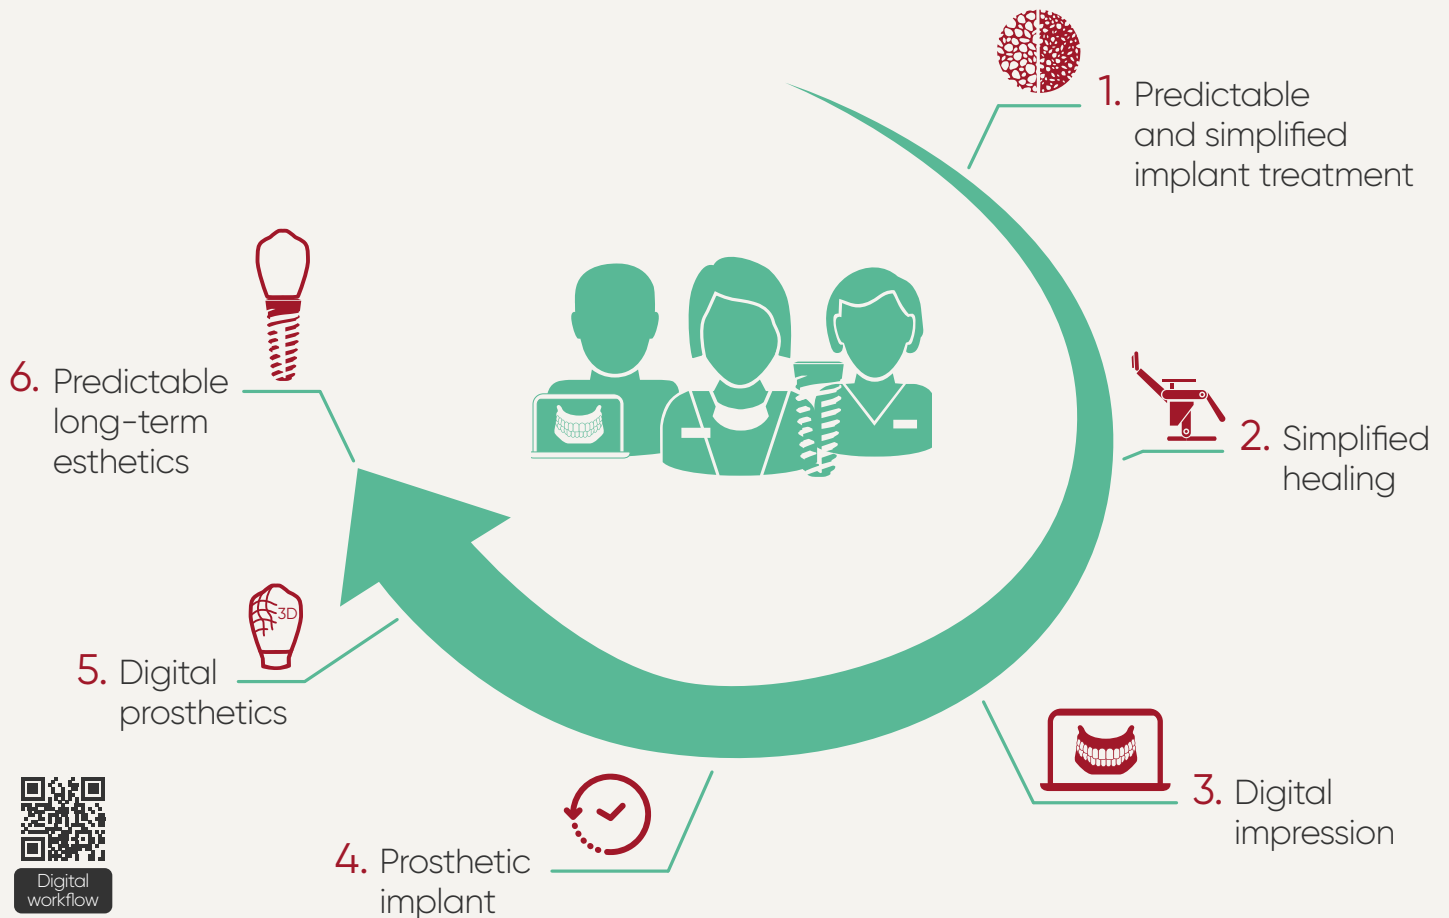 1. Predictable
and simplified
implant treatment
2. Simplified
healing
3. Digital
impression
4. Prosthetic
implant
5. Digital
prosthetics
3D
6. Predictable
long-term
esthetics
Digital
workflow